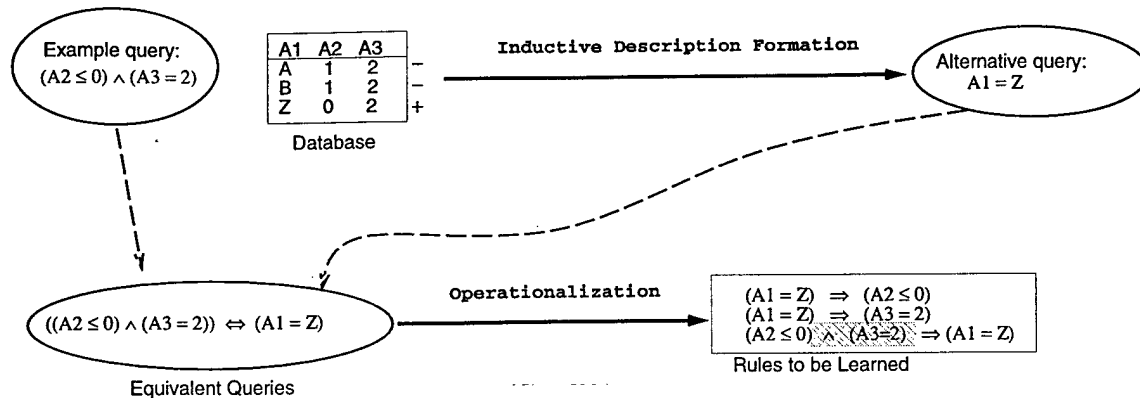 Example query:
(A2 ≤ 0) ∧ (A3 = 2)
A1 A2 A3
A 1 2 −
B 1 2 −
Z 0 2 +
Database
Inductive Description Formation
Alternative query:
A1 = Z
((A2 ≤ 0) ∧ (A3 = 2)) ⇔ (A1 = Z)
Equivalent Queries
Operationalization
(A1 = Z) ⇒ (A2 ≤ 0)
(A1 = Z) ⇒ (A3 = 2)
(A2 ≤ 0) ∧ (A3=2) ⇒ (A1 = Z)
Rules to be Learned